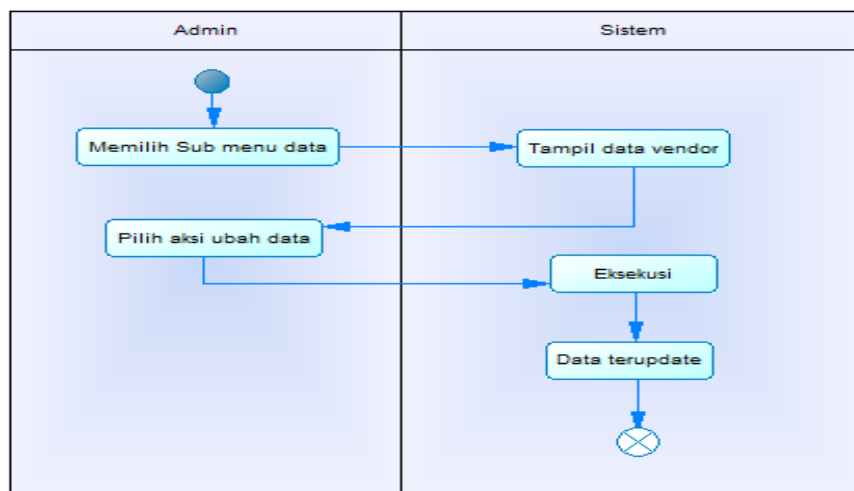 Admin
Sistem
Memilih Sub menu data
Tampil data vendor
Pilih aksi ubah data
Eksekusi
Data terupdate